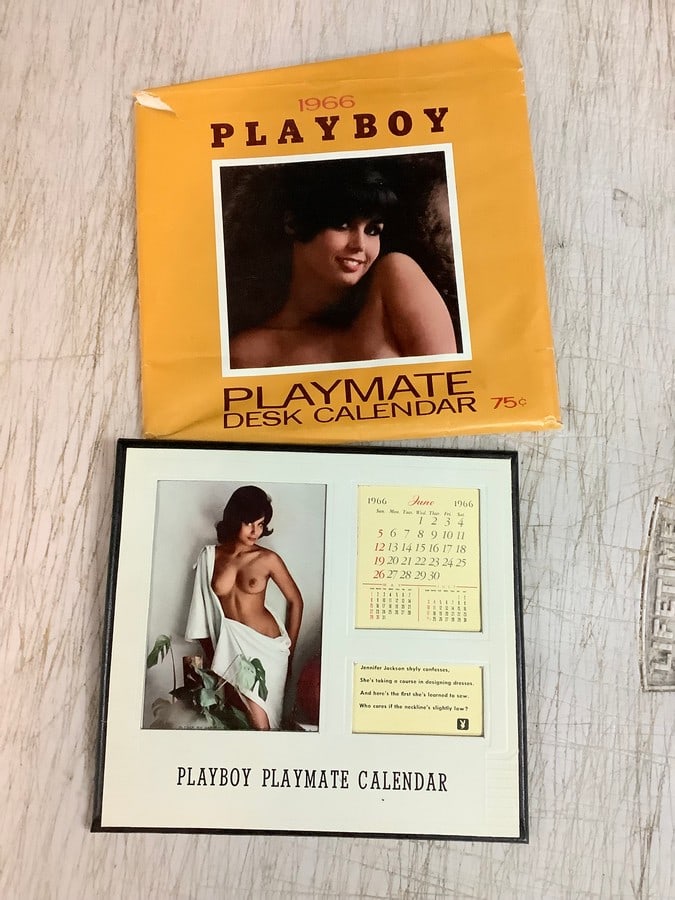 1966
PLAYBOY
PLAYMATE
DESK CALENDAR 75¢
1966 June 1966
Sun. Mon. Tues. Wed. Thur. Fri. Sat.
1 2 3 4
5 6 7 8 9 10 11
12 13 14 15 16 17 18
19 20 21 22 23 24 25
26 27 28 29 30
Jennifer Jackson shyly confesses,
She's taking a course in designing dresses.
And here's the first she's learned to sew.
Who cares if the neckline's slightly low?
PLAYBOY PLAYMATE CALENDAR
LIFETIME